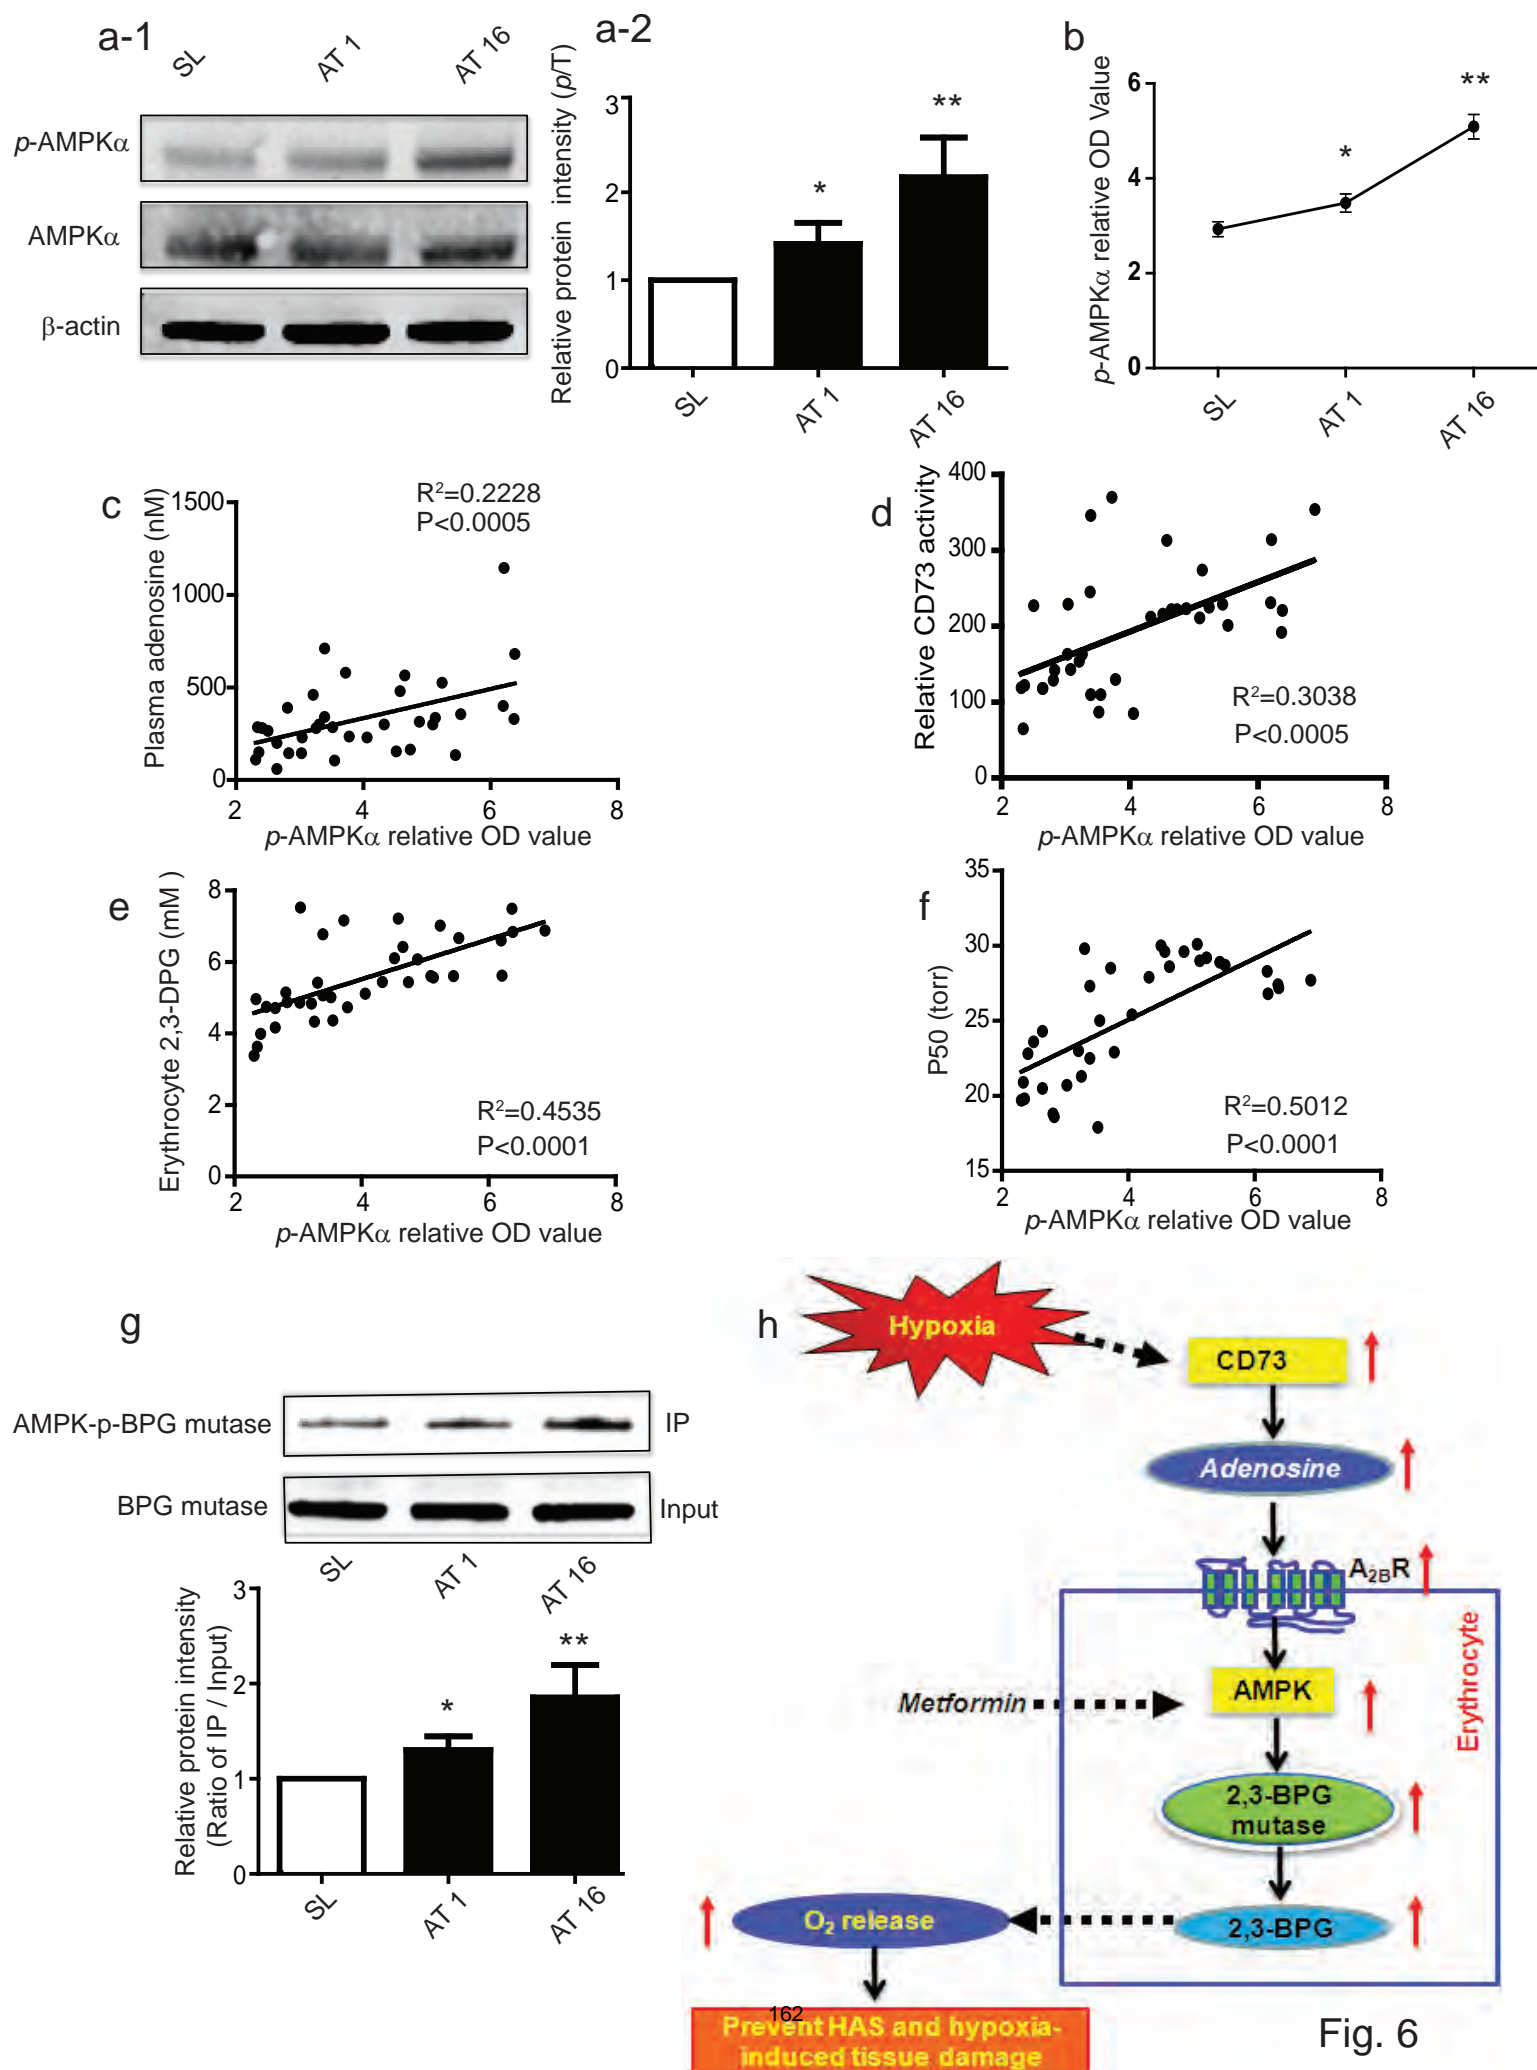 a-1
SL
AT 1
AT 16
p-AMPKα
AMPKα
β-actin
a-2
Relative protein intensity (p/T)
3
2
1
0
*
**
SL
AT 1
AT 16
b
p-AMPKα relative OD Value
6
4
2
0
*
**
SL
AT 1
AT 16
c
Plasma adenosine (nM)
1500
1000
500
0
R²=0.2228
P<0.0005
2 4 6 8
p-AMPKα relative OD value
d
Relative CD73 activity
400
300
200
100
0
R²=0.3038
P<0.0005
2 4 6 8
p-AMPKα relative OD value
e
Erythrocyte 2,3-DPG (mM )
8
6
4
2
0
R²=0.4535
P<0.0001
2 4 6 8
p-AMPKα relative OD value
f
P50 (torr)
35
30
25
20
15
R²=0.5012
P<0.0001
2 4 6 8
p-AMPKα relative OD value
g
AMPK-p-BPG mutase
IP
BPG mutase
Input
SL
AT 1
AT 16
Relative protein intensity
(Ratio of IP / Input)
3
2
1
0
*
**
SL
AT 1
AT 16
h
Hypoxia
CD73
Adenosine
A₂BR
Erythrocyte
Metformin
AMPK
2,3-BPG
mutase
2,3-BPG
O₂ release
162
Prevent HAS and hypoxia-
induced tissue damage
Fig. 6